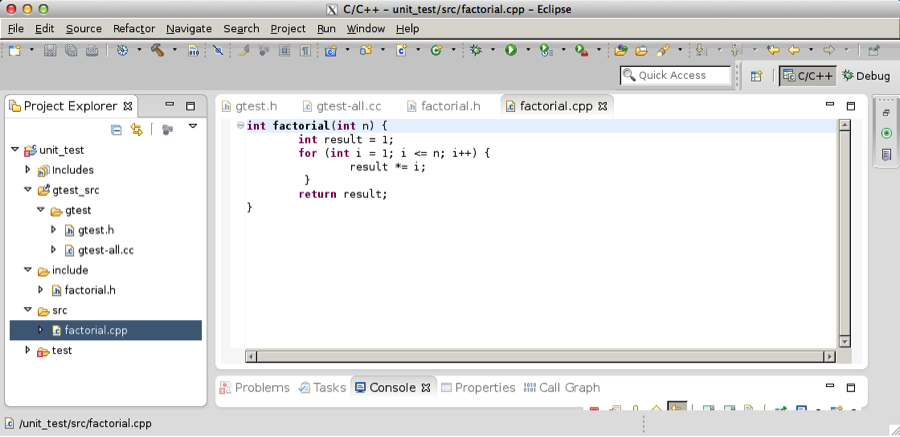 C/C++ - unit_test/src/factorial.cpp - Eclipse
File Edit Source Refactor Navigate Search Project Run Window Help
Quick Access
C/C++ Debug
Project Explorer
unit_test
Includes
gtest_src
gtest
gtest.h
gtest-all.cc
include
factorial.h
src
factorial.cpp
test
gtest.h gtest-all.cc factorial.h factorial.cpp
int factorial(int n) {
int result = 1;
for (int i = 1; i <= n; i++) {
result *= i;
}
return result;
}
Problems Tasks Console Properties Call Graph
/unit_test/src/factorial.cpp